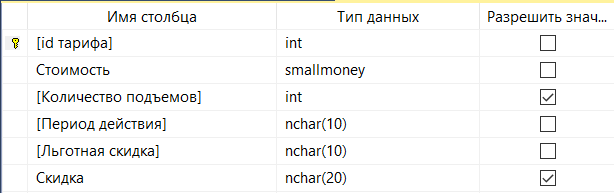 Имя столбца Тип данных Разрешить знач...
[id тарифа] int
Стоимость smallmoney
[Количество подъемов] int
[Период действия] nchar(10)
[Льготная скидка] nchar(10)
Скидка nchar(20)